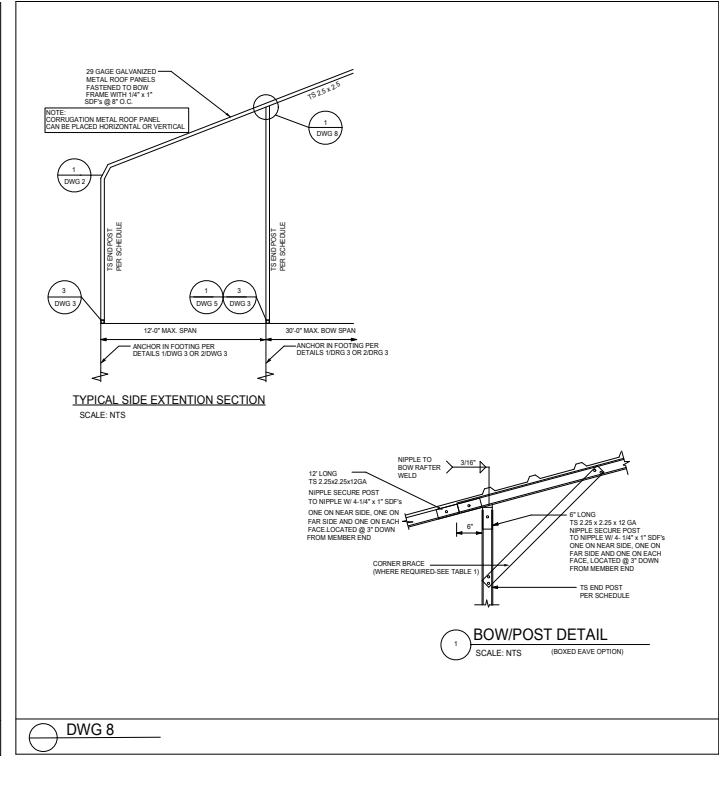 29 GAGE GALVANIZED
METAL ROOF PANELS
FASTENED TO BOW
FRAME WITH 1/4" x 1"
SDF's @ 8" O.C.
NOTE:
CORRUGATION METAL ROOF PANEL
CAN BE PLACED HORIZONTAL OR VERTICAL
TS 2.5 x 2.5
1
DWG 8
1
DWG 2
TS END POST
PER SCHEDULE
TS END POST
PER SCHEDULE
3
DWG 3
1
DWG 5
3
DWG 3
12'-0" MAX. SPAN
30'-0" MAX. BOW SPAN
ANCHOR IN FOOTING PER
DETAILS 1/DWG 3 OR 2/DWG 3
ANCHOR IN FOOTING PER
DETAILS 1/DRG 3 OR 2/DRG 3
TYPICAL SIDE EXTENTION SECTION
SCALE: NTS
NIPPLE TO
BOW RAFTER
WELD
3/16"
12' LONG
TS 2.25x2.25x12GA
NIPPLE SECURE POST
TO NIPPLE W/ 4-1/4" x 1" SDF's
ONE ON NEAR SIDE, ONE ON
FAR SIDE AND ONE ON EACH
FACE.LOCATED @ 3" DOWN
FROM MEMBER END
6"
6" LONG
TS 2.25 x 2.25 x 12 GA
NIPPLE SECURE POST
TO NIPPLE W/ 4- 1/4" x 1" SDF's
ONE ON NEAR SIDE, ONE ON
FAR SIDE AND ONE ON EACH
FACE, LOCATED @ 3" DOWN
FROM MEMBER END
CORNER BRACE
(WHERE REQUIRED-SEE TABLE 1)
TS END POST
PER SCHEDULE
1
BOW/POST DETAIL
SCALE: NTS
(BOXED EAVE OPTION)
DWG 8